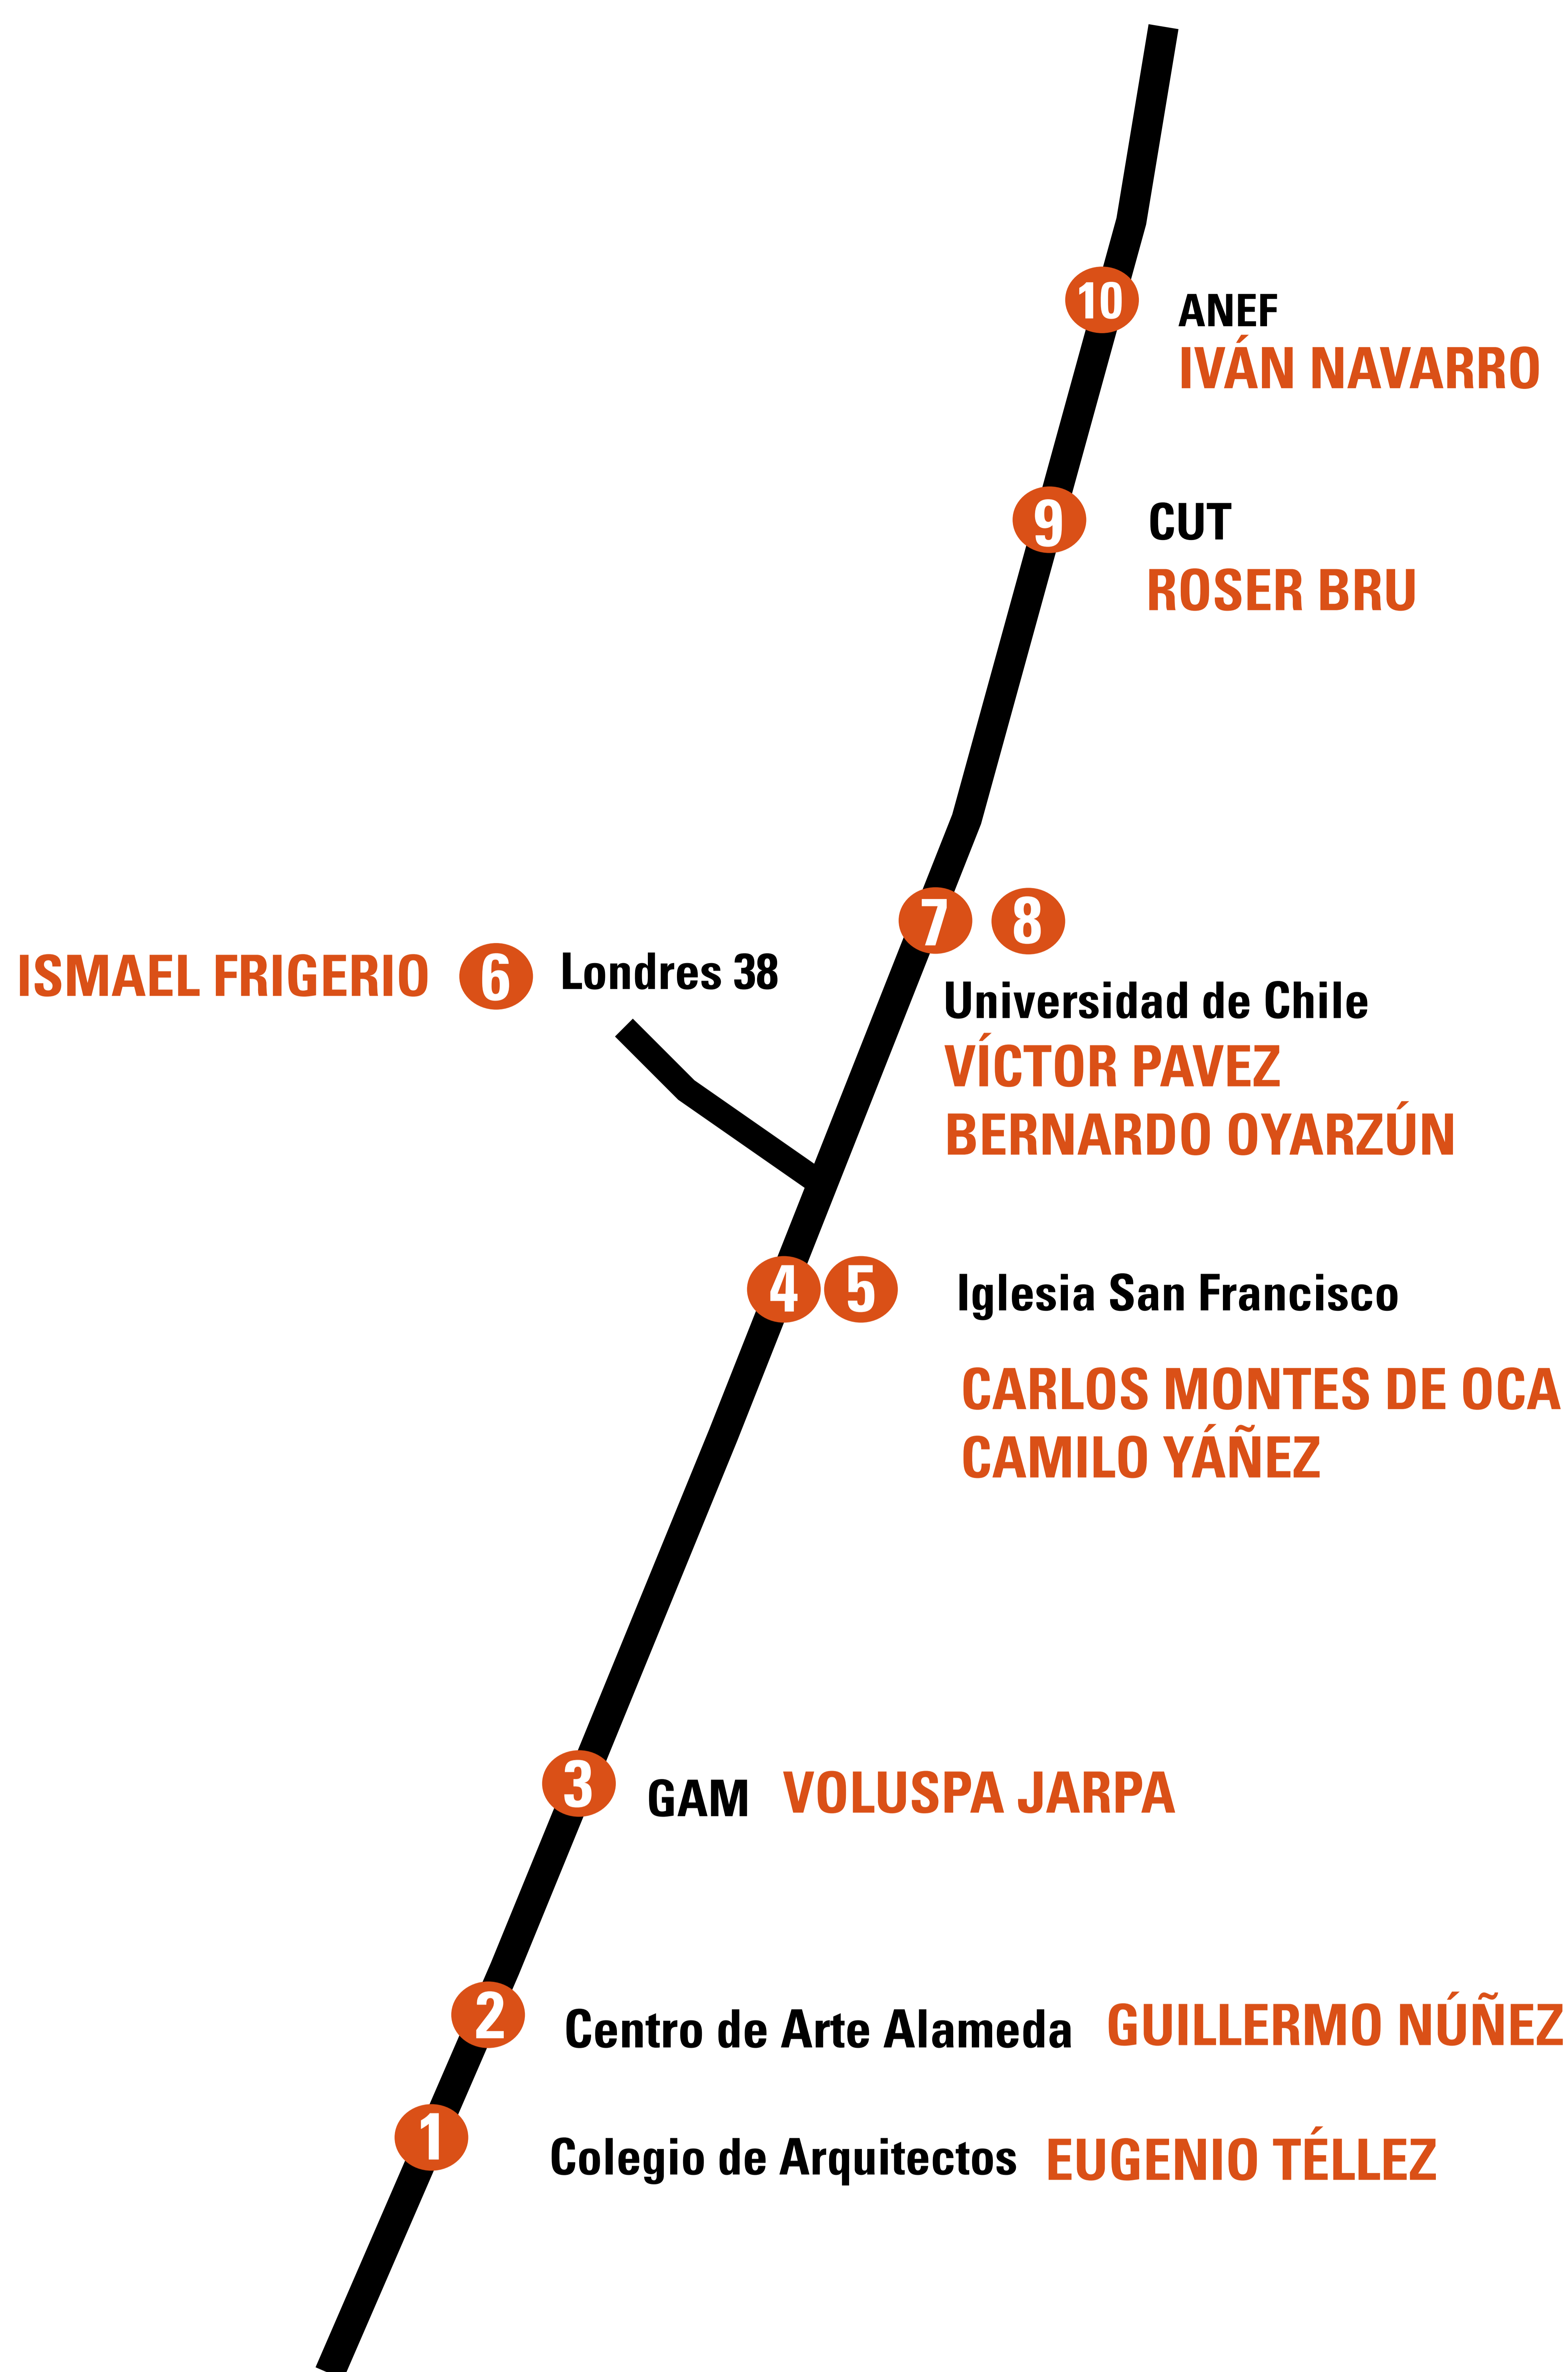 10
ANEF
IVÁN NAVARRO
9
CUT
ROSER BRU
7 8
Universidad de Chile
VÍCTOR PAVEZ
BERNARDO OYARZÚN
ISMAEL FRIGERIO 6 Londres 38
4 5 Iglesia San Francisco
CARLOS MONTES DE OCA
CAMILO YÁÑEZ
3 GAM VOLUSPA JARPA
2 Centro de Arte Alameda GUILLERMO NÚÑEZ
1 Colegio de Arquitectos EUGENIO TÉLLEZ